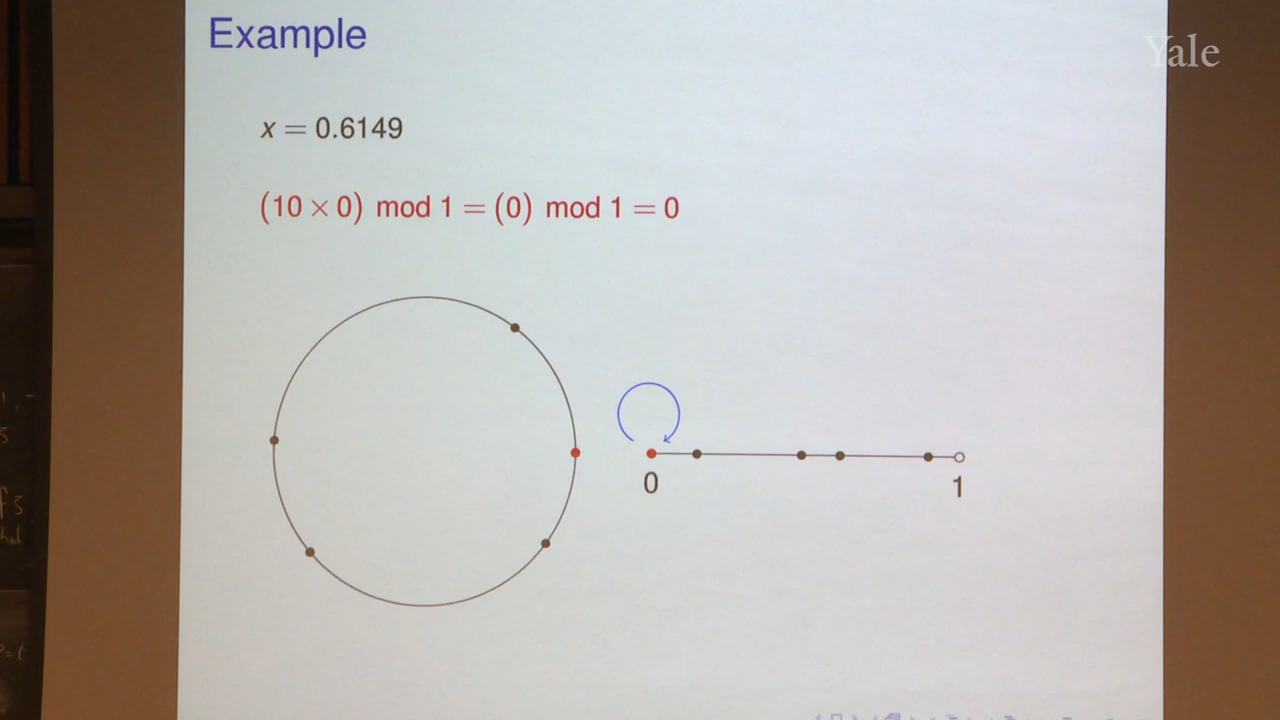 Example
Yale
x = 0.6149
(10 × 0) mod 1 = (0) mod 1 = 0
0
1